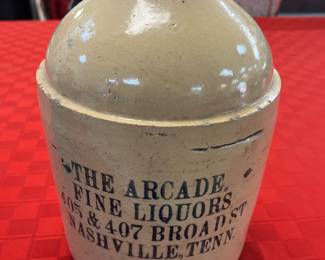 THE ARCADE,
FINE LIQUORS
405 & 407 BROAD ST
NASHVILLE, TENN.